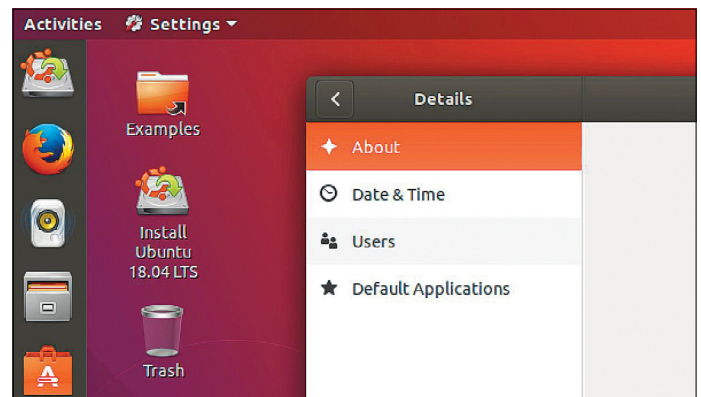 Activities Settings
Examples
Install
Ubuntu
18.04 LTS
Trash
Details
About
Date & Time
Users
Default Applications